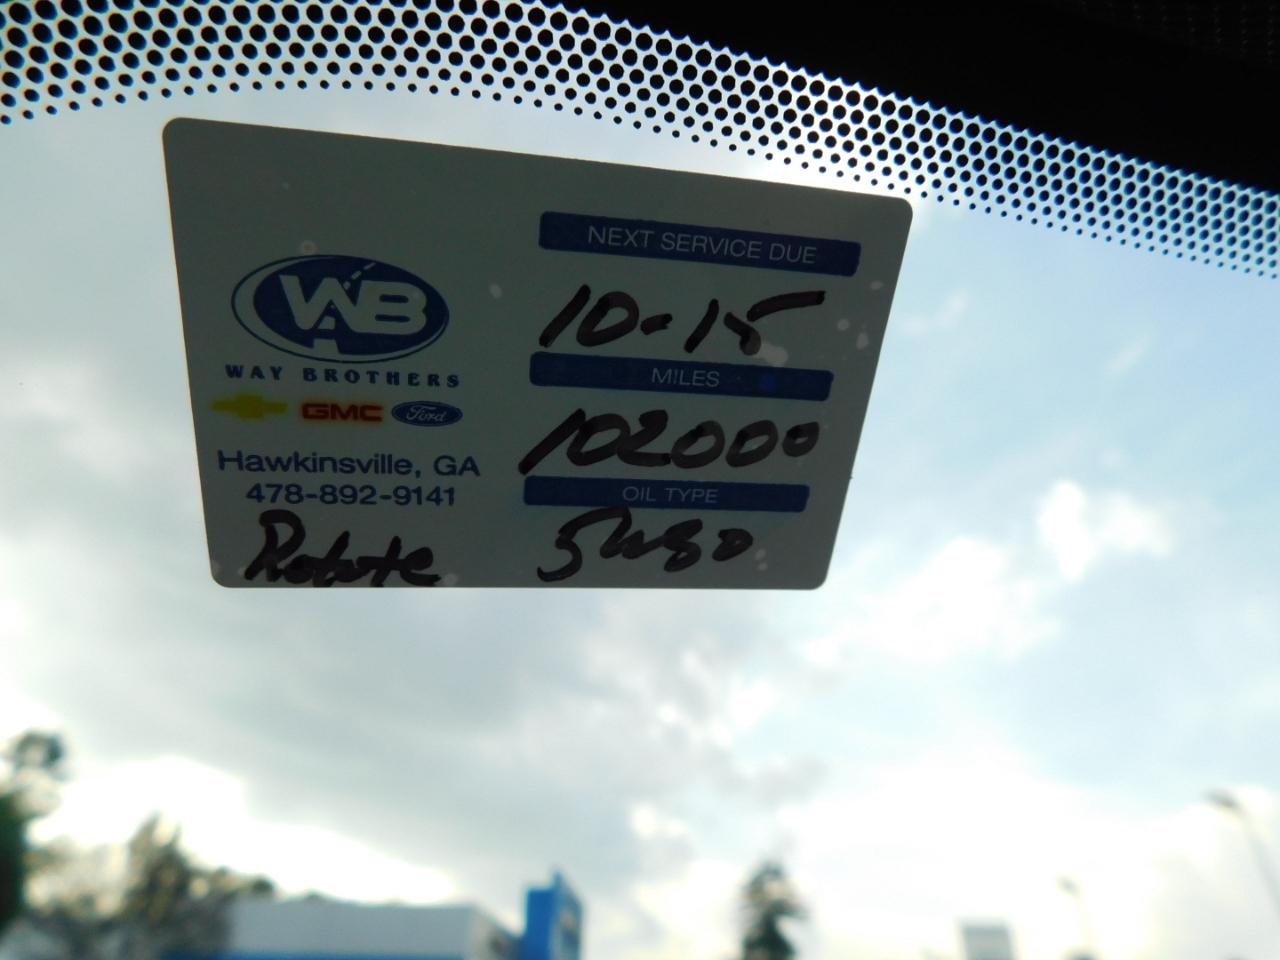 NEXT SERVICE DUE
10-15
MILES
102000
OIL TYPE
5w30
WAB
WAY BROTHERS
GMC Ford
Hawkinsville, GA
478-892-9141
Rotate